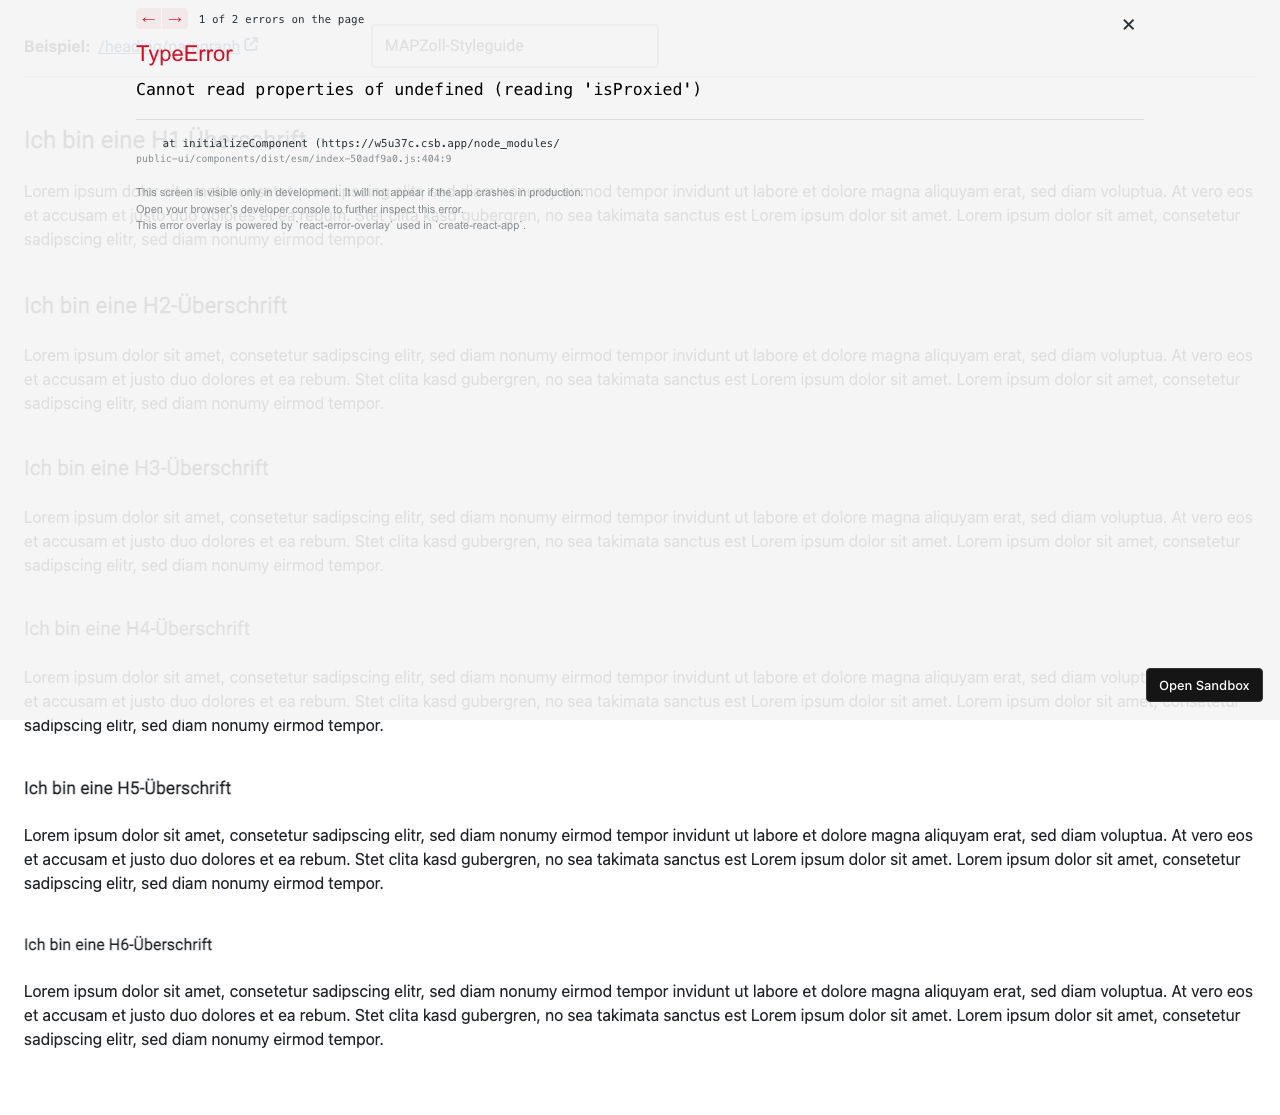 ← → 1 of 2 errors on the page
×
Beispiel: /heading/paragraph
MAPZoll-Styleguide
TypeError
Cannot read properties of undefined (reading 'isProxied')
Ich bin eine H1-Überschrift
at initializeComponent (https://w5u37c.csb.app/node_modules/
public-ui/components/dist/esm/index-50adf9a0.js:404:9
Lorem ipsum dolor sit amet, consetetur sadipscing elitr, sed diam nonumy eirmod tempor invidunt ut labore et dolore magna aliquyam erat, sed diam voluptua. At vero eos
This screen is visible only in development. It will not appear if the app crashes in production.
et accusam et justo duo dolores et ea rebum. Stet clita kasd gubergren, no sea takimata sanctus est Lorem ipsum dolor sit amet. Lorem ipsum dolor sit amet, consetetur
Open your browser's developer console to further inspect this error.
This error overlay is powered by `react-error-overlay` used in `create-react-app`.
sadipscing elitr, sed diam nonumy eirmod tempor.
Ich bin eine H2-Überschrift
Lorem ipsum dolor sit amet, consetetur sadipscing elitr, sed diam nonumy eirmod tempor invidunt ut labore et dolore magna aliquyam erat, sed diam voluptua. At vero eos
et accusam et justo duo dolores et ea rebum. Stet clita kasd gubergren, no sea takimata sanctus est Lorem ipsum dolor sit amet. Lorem ipsum dolor sit amet, consetetur
sadipscing elitr, sed diam nonumy eirmod tempor.
Ich bin eine H3-Überschrift
Lorem ipsum dolor sit amet, consetetur sadipscing elitr, sed diam nonumy eirmod tempor invidunt ut labore et dolore magna aliquyam erat, sed diam voluptua. At vero eos
et accusam et justo duo dolores et ea rebum. Stet clita kasd gubergren, no sea takimata sanctus est Lorem ipsum dolor sit amet. Lorem ipsum dolor sit amet, consetetur
sadipscing elitr, sed diam nonumy eirmod tempor.
Ich bin eine H4-Überschrift
Lorem ipsum dolor sit amet, consetetur sadipscing elitr, sed diam nonumy eirmod tempor invidunt ut labore et dolore magna aliquyam erat, sed diam
Open Sandbox
et accusam et justo duo dolores et ea rebum. Stet clita kasd gubergren, no sea takimata sanctus est Lorem ipsum dolor sit amet. Lorem ipsum dolor sit amet, consetetur
sadipscing elitr, sed diam nonumy eirmod tempor.
Ich bin eine H5-Überschrift
Lorem ipsum dolor sit amet, consetetur sadipscing elitr, sed diam nonumy eirmod tempor invidunt ut labore et dolore magna aliquyam erat, sed diam voluptua. At vero eos
et accusam et justo duo dolores et ea rebum. Stet clita kasd gubergren, no sea takimata sanctus est Lorem ipsum dolor sit amet. Lorem ipsum dolor sit amet, consetetur
sadipscing elitr, sed diam nonumy eirmod tempor.
Ich bin eine H6-Überschrift
Lorem ipsum dolor sit amet, consetetur sadipscing elitr, sed diam nonumy eirmod tempor invidunt ut labore et dolore magna aliquyam erat, sed diam voluptua. At vero eos
et accusam et justo duo dolores et ea rebum. Stet clita kasd gubergren, no sea takimata sanctus est Lorem ipsum dolor sit amet. Lorem ipsum dolor sit amet, consetetur
sadipscing elitr, sed diam nonumy eirmod tempor.